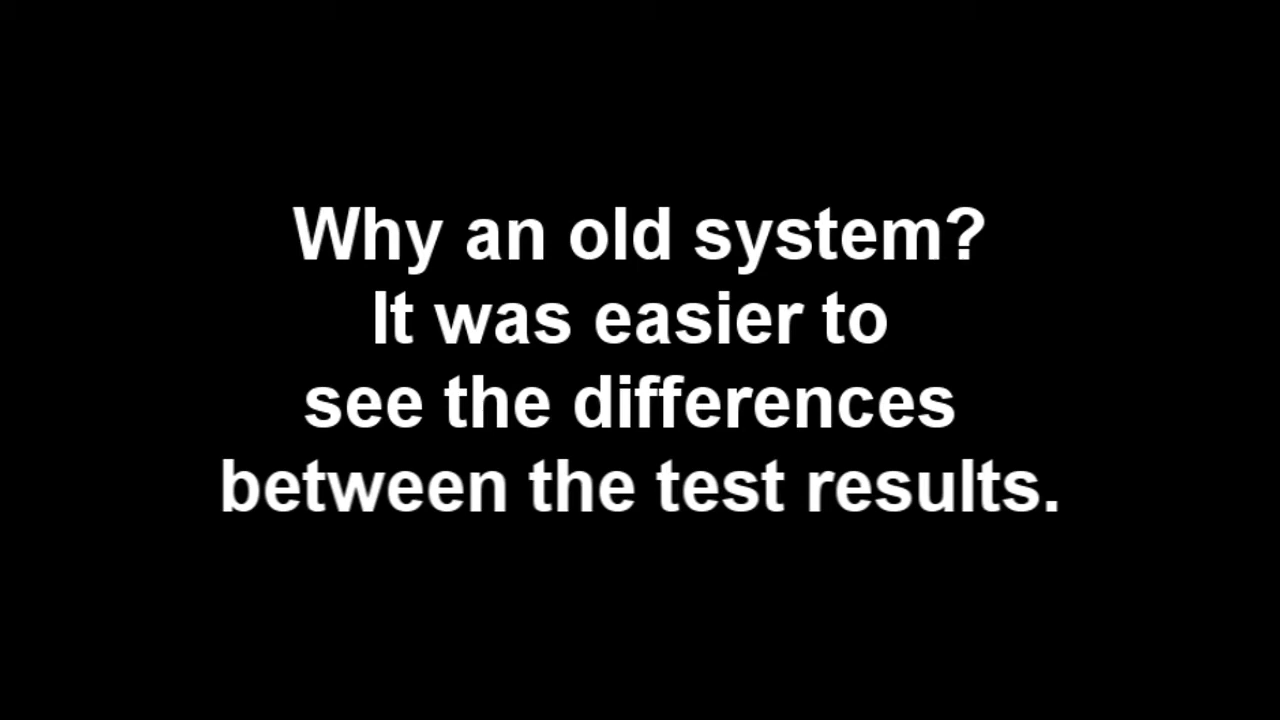 Why an old system?
It was easier to
see the differences
between the test results.